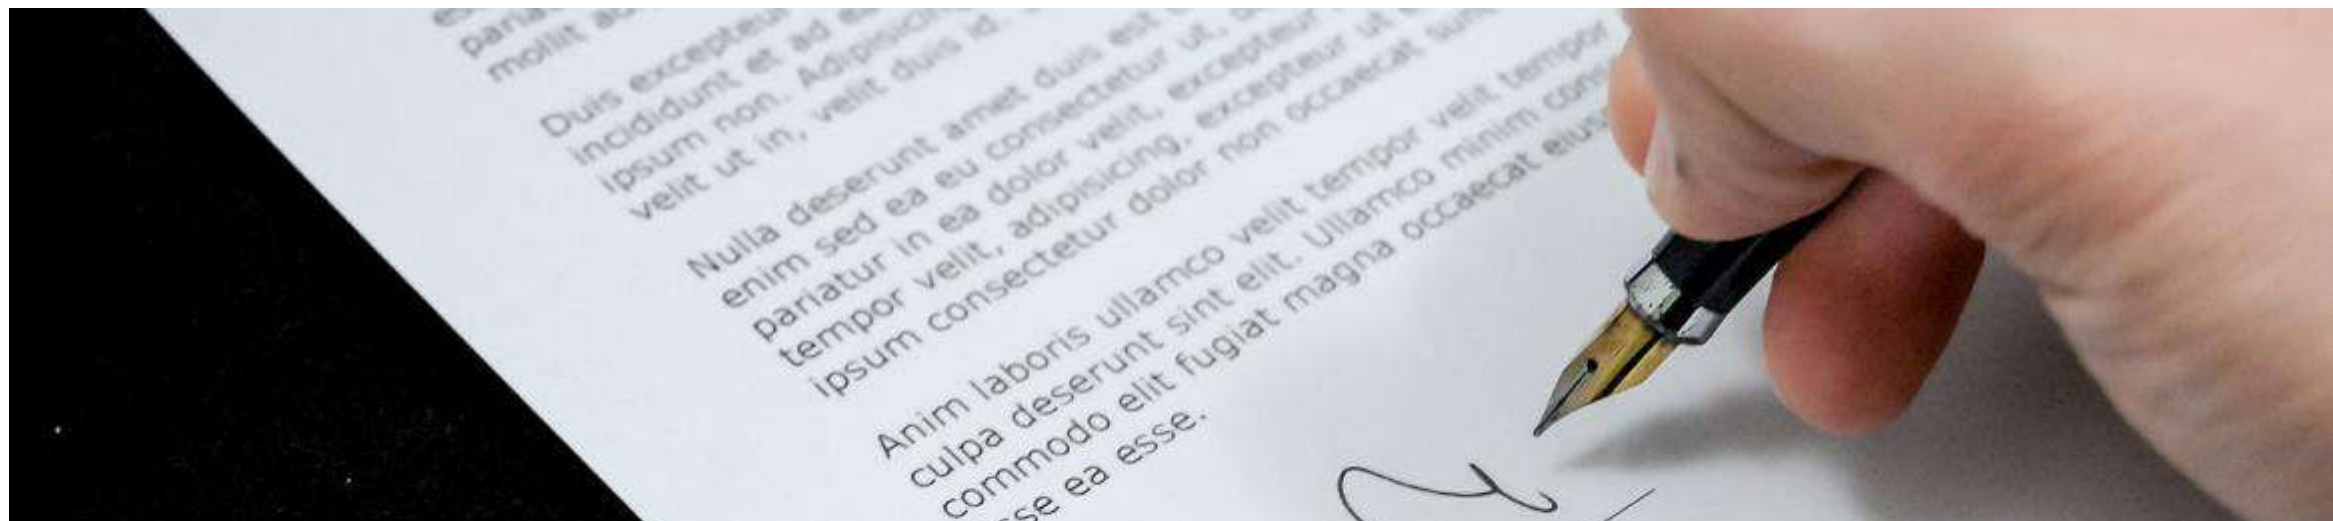 mollit
Duis excepteur
incididunt et ad
ipsum non. Adipisicing
velit ut in, velit duis id.
Nulla deserunt amet duis est
enim sed ea eu consectetur ut,
pariatur in ea dolor velit, excepteur
tempor velit, adipisicing, excepteur ut
ipsum consectetur dolor non occaecat sunt
Anim laboris ullamco velit tempor velit tempor
culpa deserunt sint elit. Ullamco minim
commodo elit fugiat magna occaecat
ea esse.